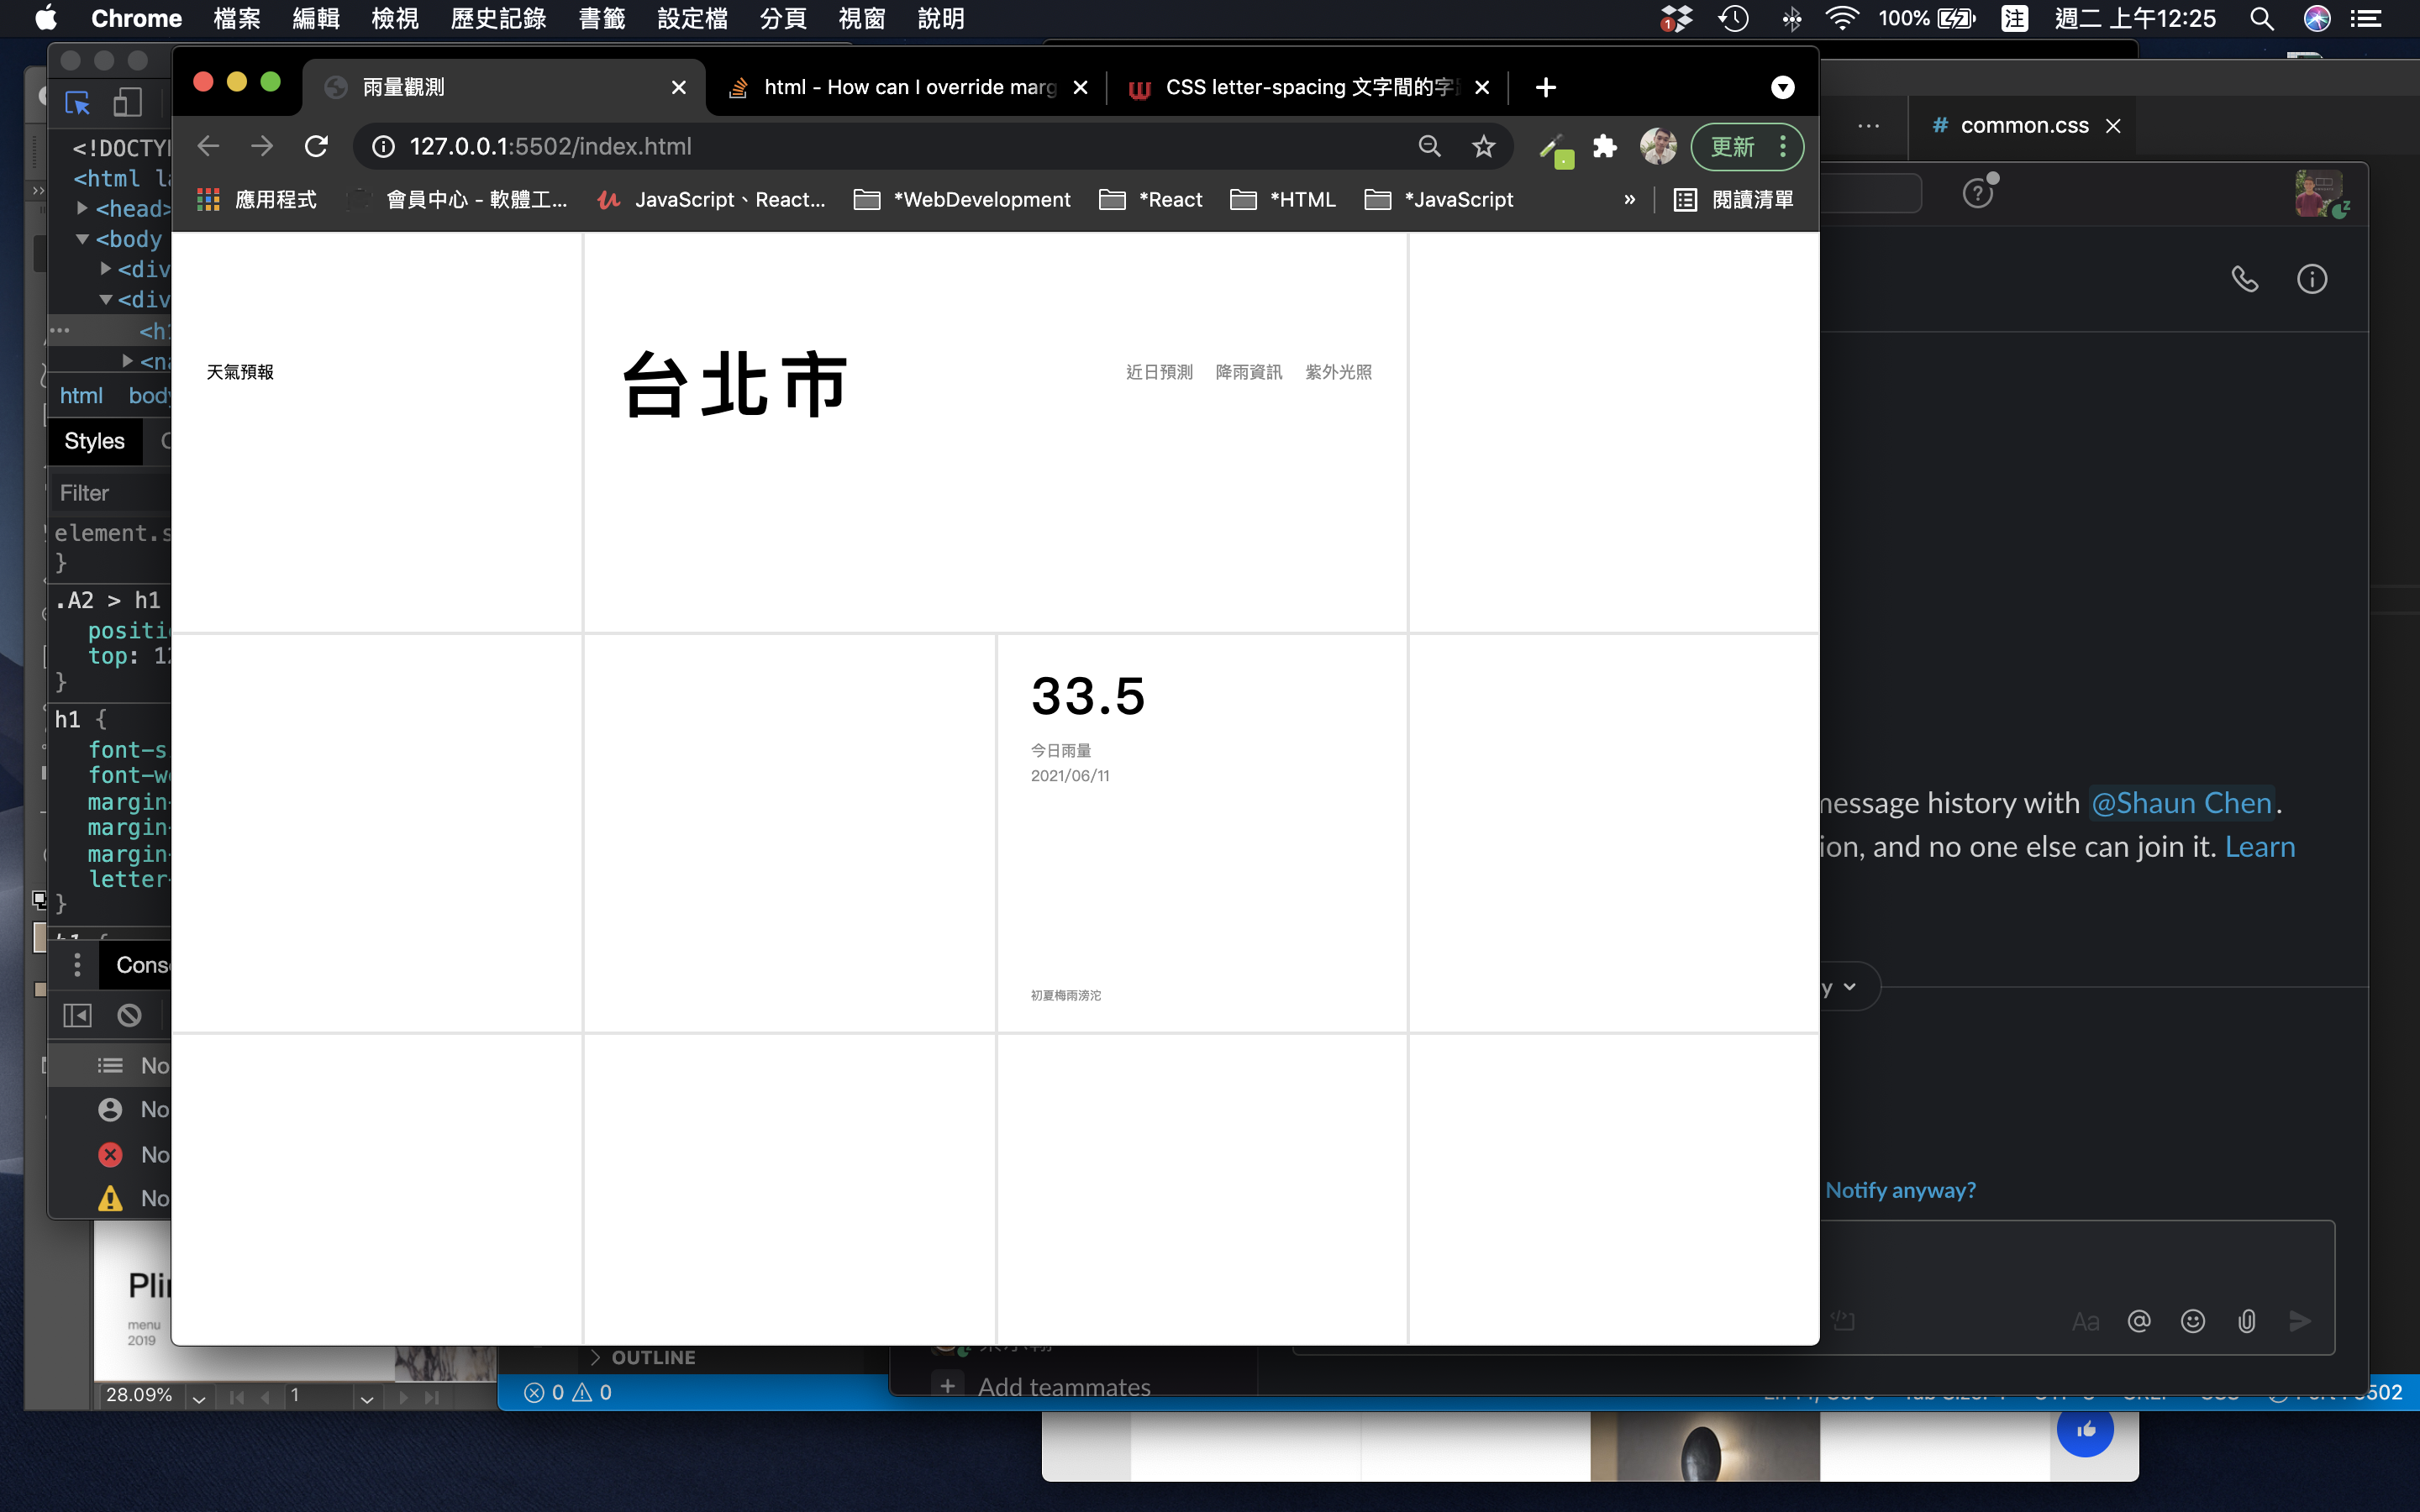 Chrome 檔案 編輯 檢視 歷史記錄 書籤 設定檔 分頁 視窗 說明
1 100% 注 週二 上午12:25
雨量觀測
html - How can I override marg
CSS letter-spacing 文字間的字
common.css
127.0.0.1:5502/index.html
更新
應用程式 會員中心 - 軟體工... JavaScript、React... *WebDevelopment *React *HTML *JavaScript » 閱讀清單
<!DOCTY
<html
<head>
<body
<div
<div
<h1
<na
html body
Styles
Filter
element.s
}
.A2 > h1
positi
top: 12
}
h1 {
font-s
font-w
margin-
margin-
margin-
letter-
}
Cons
No
No
No
No
天氣預報
台北市
近日預測 降雨資訊 紫外光照
33.5
今日雨量
2021/06/11
初夏梅雨滂沱
message history with @Shaun Chen.
ion, and no one else can join it. Learn
y
Notify anyway?
Aa
Plin
menu
2019
28.09% 1
OUTLINE
0 0
Add teammates